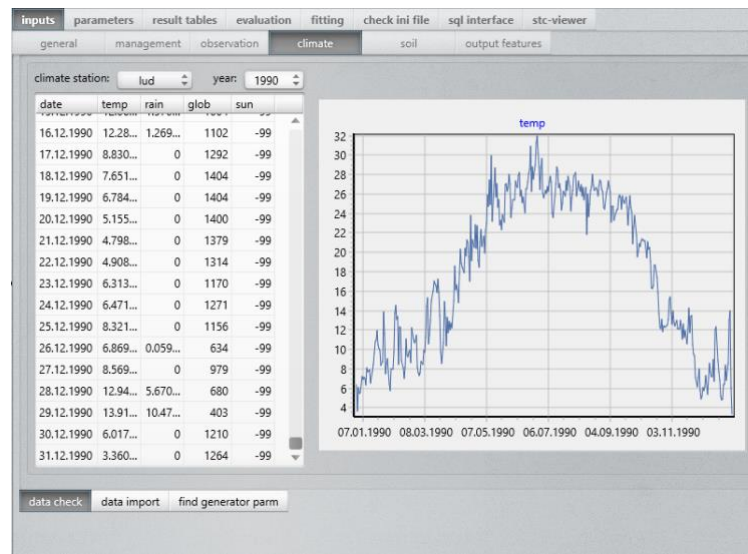 inputs parameters result tables evaluation fitting check ini file sql interface stc-viewer
general management observation climate soil output features
climate station: lud year: 1990
date temp rain glob sun
16.12.1990 12.28... 1.269... 1102 -99
17.12.1990 8.830... 0 1292 -99
18.12.1990 7.651... 0 1404 -99
19.12.1990 6.784... 0 1404 -99
20.12.1990 5.155... 0 1400 -99
21.12.1990 4.798... 0 1379 -99
22.12.1990 4.908... 0 1314 -99
23.12.1990 6.313... 0 1170 -99
24.12.1990 6.471... 0 1271 -99
25.12.1990 8.321... 0 1156 -99
26.12.1990 6.869... 0.059... 634 -99
27.12.1990 8.569... 0 979 -99
28.12.1990 12.94... 5.670... 680 -99
29.12.1990 13.91... 10.47... 403 -99
30.12.1990 6.017... 0 1210 -99
31.12.1990 3.360... 0 1264 -99
temp
32
30
28
26
24
22
20
18
16
14
12
10
8
6
4
07.01.1990 08.03.1990 07.05.1990 06.07.1990 04.09.1990 03.11.1990
data check data import find generator parm